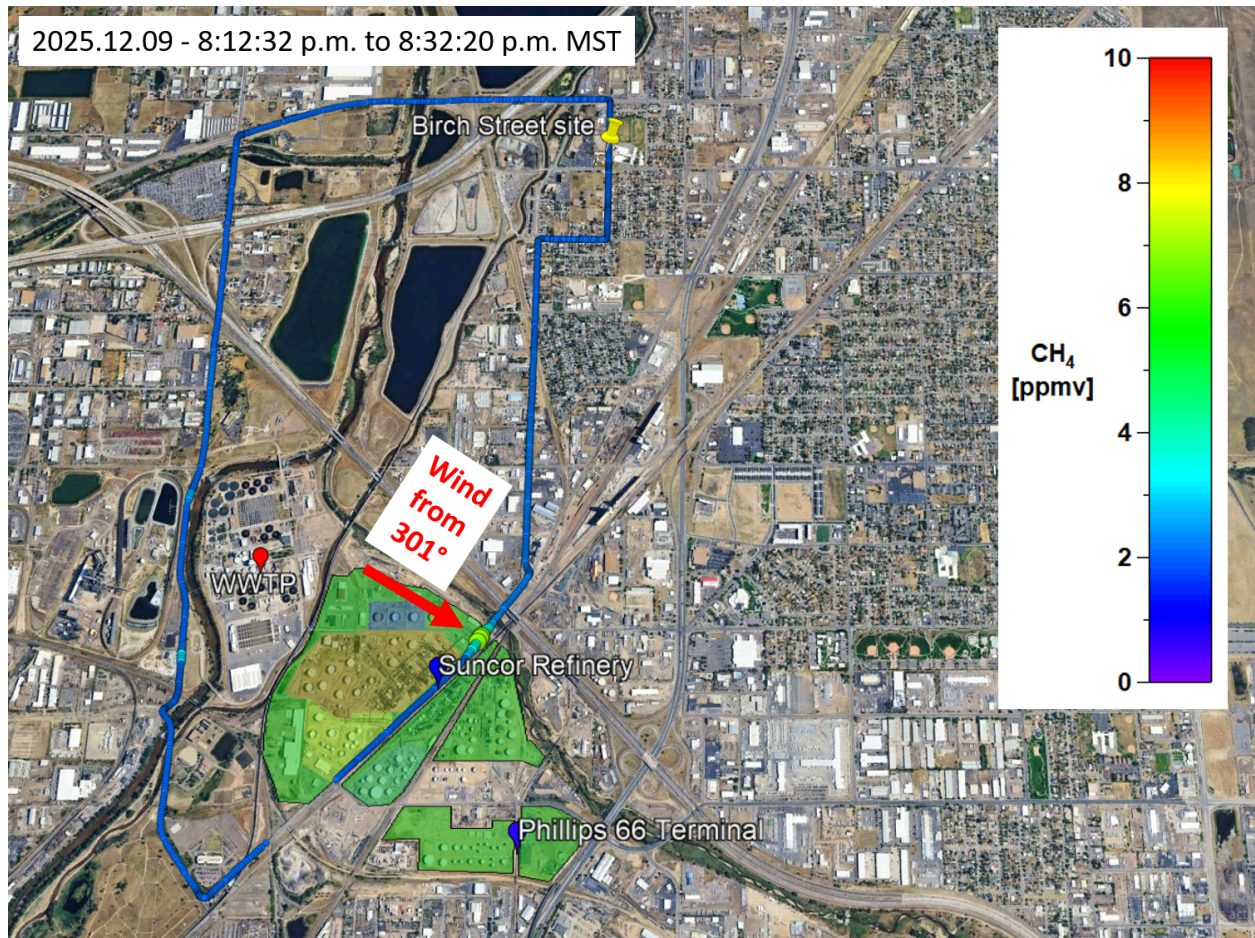 2025.12.09 - 8:12:32 p.m. to 8:32:20 p.m. MST
Birch Street site
Wind
from
301°
WWTP
Suncor Refinery
Phillips 66 Terminal
10
8
6
4
2
0
CH₄
[ppmv]